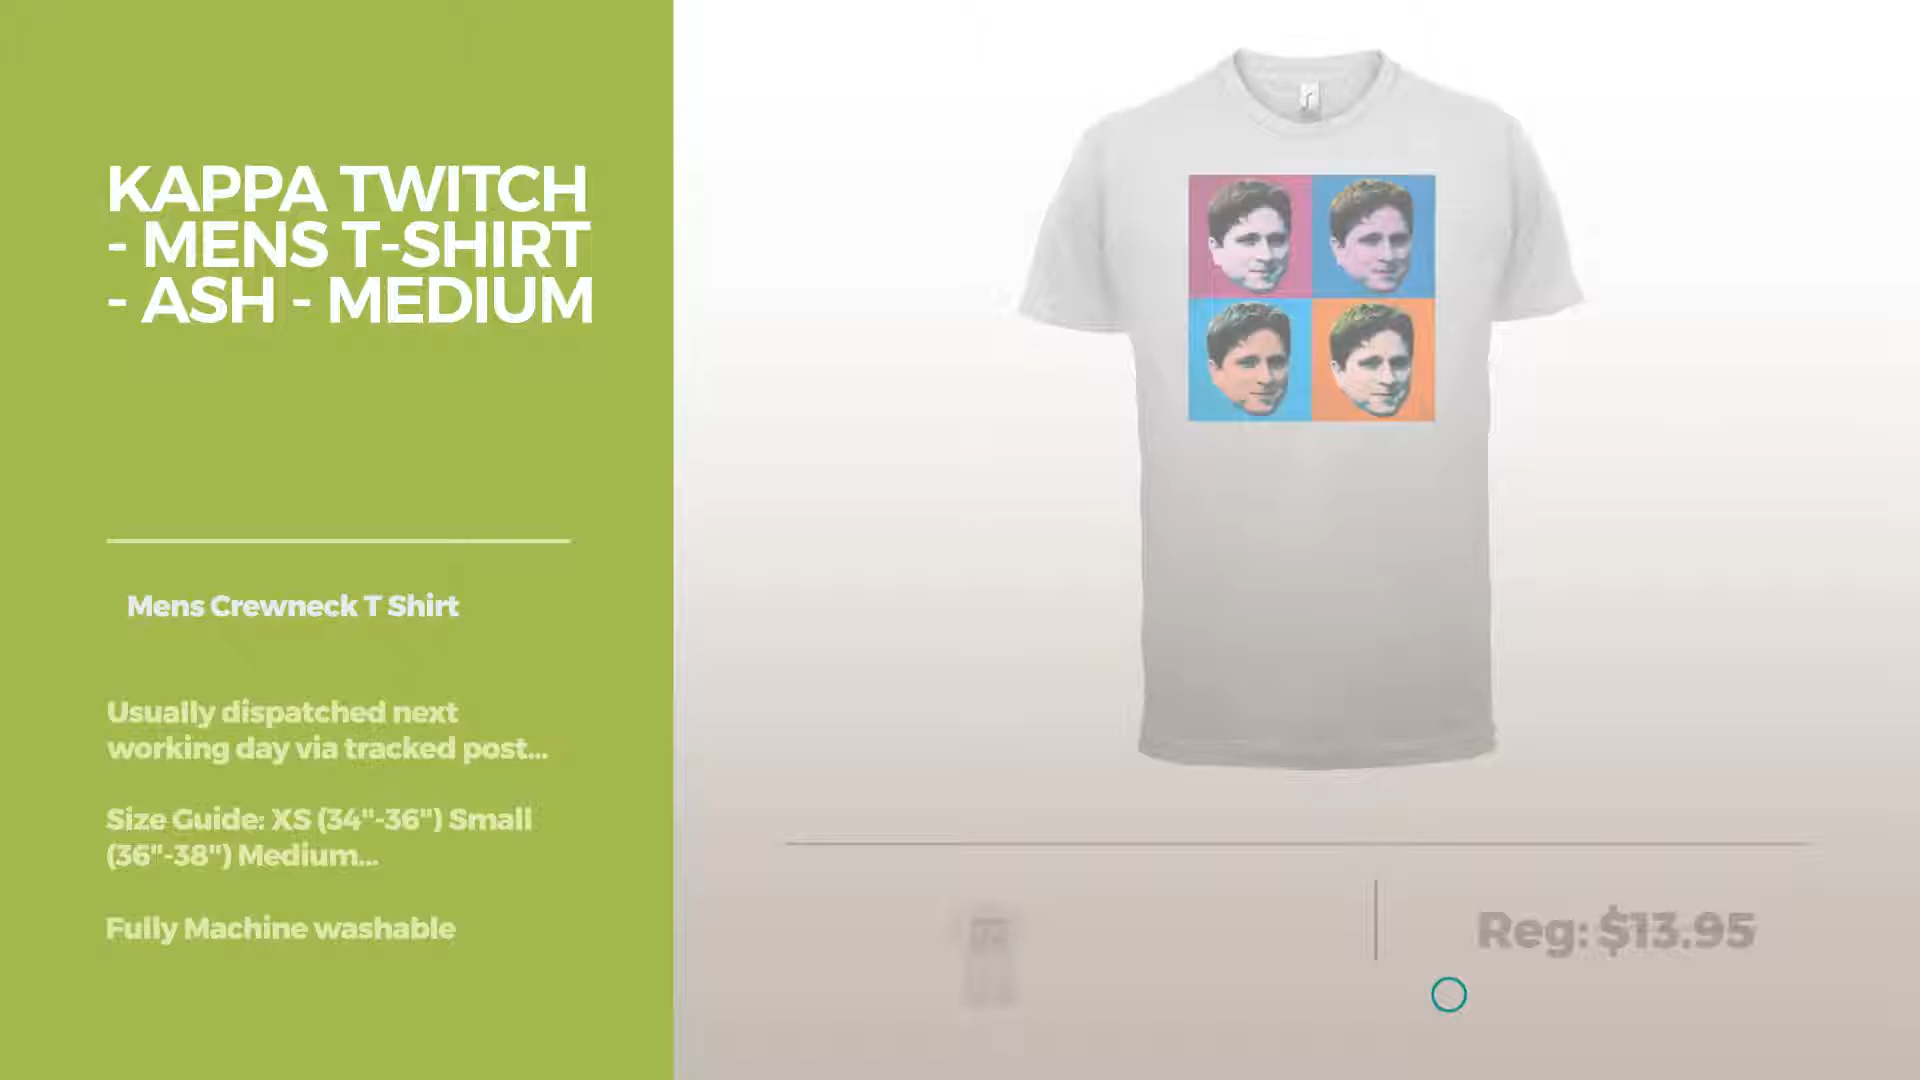 KAPPA TWITCH
- MENS T-SHIRT
- ASH - MEDIUM
Mens Crewneck T Shirt
Usually dispatched next
working day via tracked post...
Size Guide: XS (34"-36") Small
(36"-38") Medium...
Fully Machine washable
Reg: $13.95